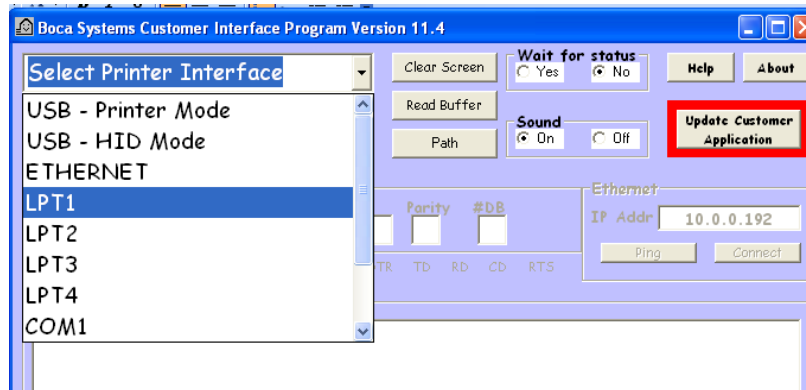 Boca Systems Customer Interface Program Version 11.4
Select Printer Interface
Clear Screen
Wait for status
Yes No
Help
About
USB - Printer Mode
USB - HID Mode
ETHERNET
LPT1
LPT2
LPT3
LPT4
COM1
Read Buffer
Path
Sound
On Off
Update Customer
Application
Parity #DB
TR TD RD CD RTS
Ethernet
IP Addr 10.0.0.192
Ping
Connect